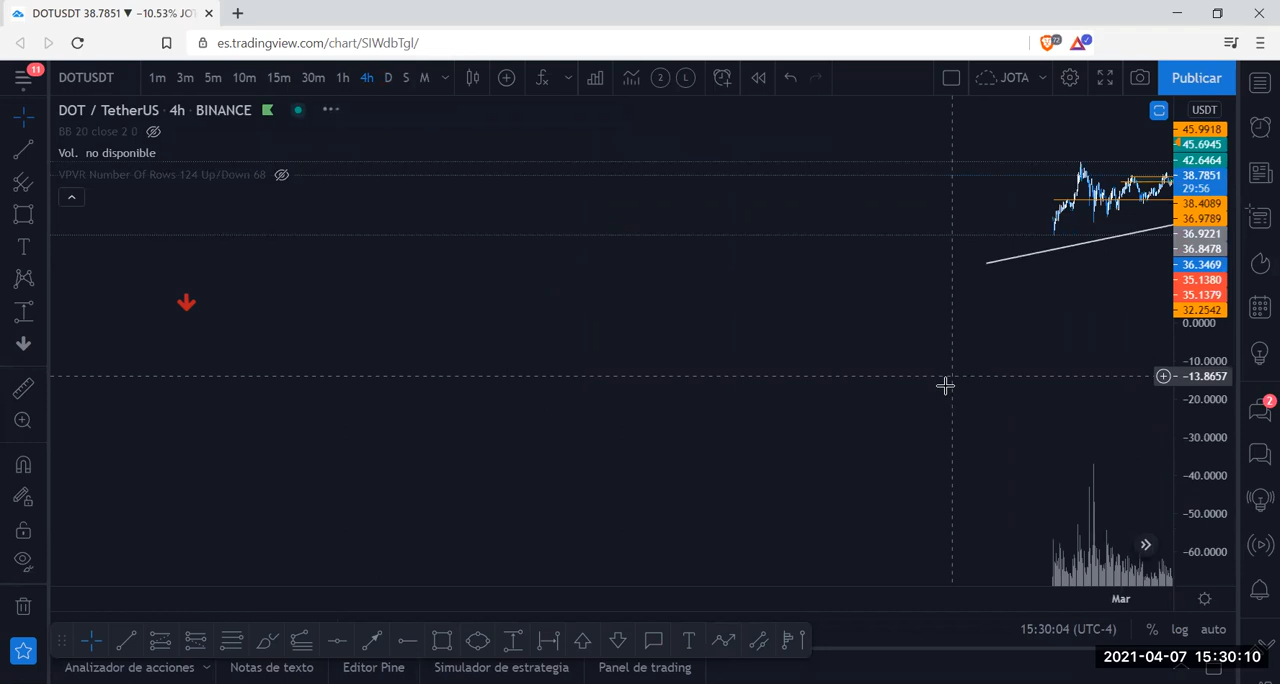 DOTUSDT 38.7851 ▼ −10.53% JO
72
es.tradingview.com/chart/SIWdbTgl/
11
DOTUSDT 1m 3m 5m 10m 15m 30m 1h 4h D S M 2 L JOTA Publicar
DOT / TetherUS · 4h · BINANCE
USDT
BB 20 close 2 0
Vol. no disponible
VPVR Number Of Rows 124 Up/Down 68
45.9918
45.6945
42.6464
38.7851
29:56
38.4089
36.9789
36.9221
36.8478
36.3469
35.1380
35.1379
32.2542
0.0000
−10.0000
−13.8657
−20.0000
2
−30.0000
−40.0000
−50.0000
−60.0000
Mar
15:30:04 (UTC-4) % log auto
2021-04-07 15:30:10
Analizador de acciones Notas de texto Editor Pine Simulador de estrategia Panel de trading